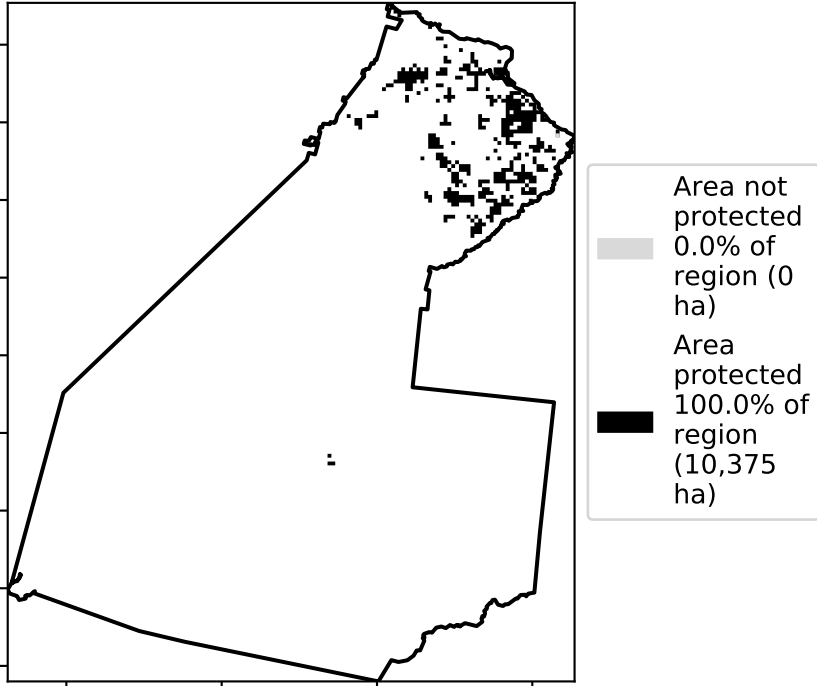 Area not
protected
0.0% of
region (0
ha)
Area
protected
100.0% of
region
(10,375
ha)